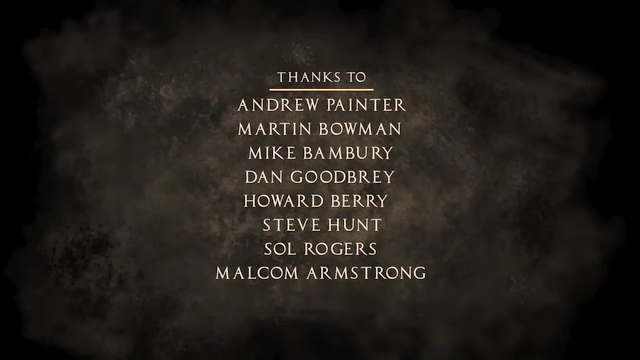 THANKS TO
ANDREW PAINTER
MARTIN BOWMAN
MIKE BAMBURY
DAN GOODBREY
HOWARD BERRY
STEVE HUNT
SOL ROGERS
MALCOM ARMSTRONG